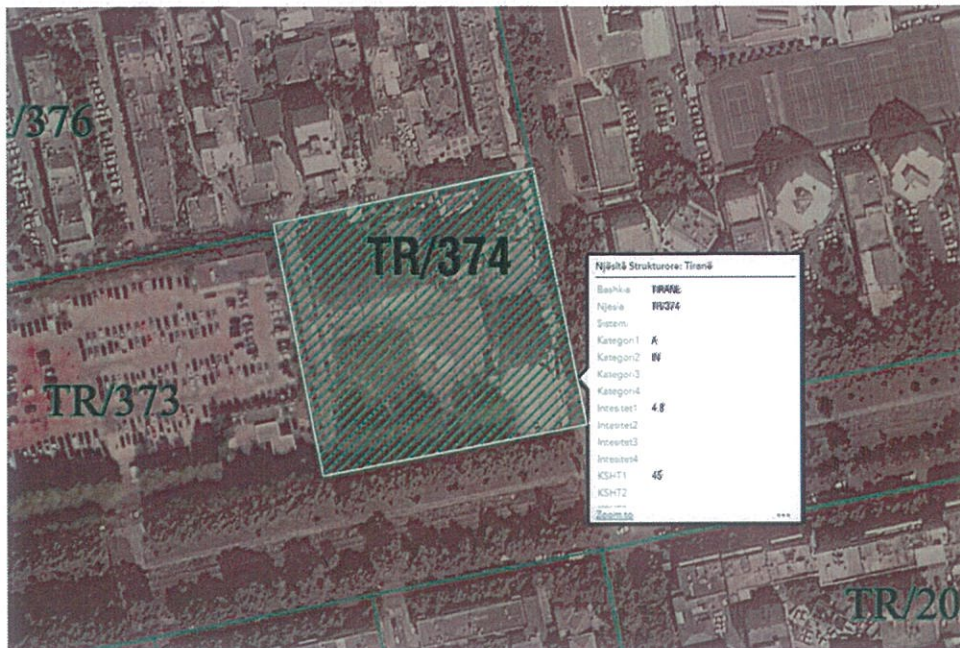 /376
TR/374
TR/373
TR/20
Njësitë Strukturore: Tiranë
Bashkia TIRANE
Njesia TR/374
Sistem
Kategori1 A
Kategori2 IN
Kategori3
Kategori4
Intesitet1 4.8
Intesitet2
Intesitet3
Intesitet4
KSHT1 45
KSHT2
Zoom to